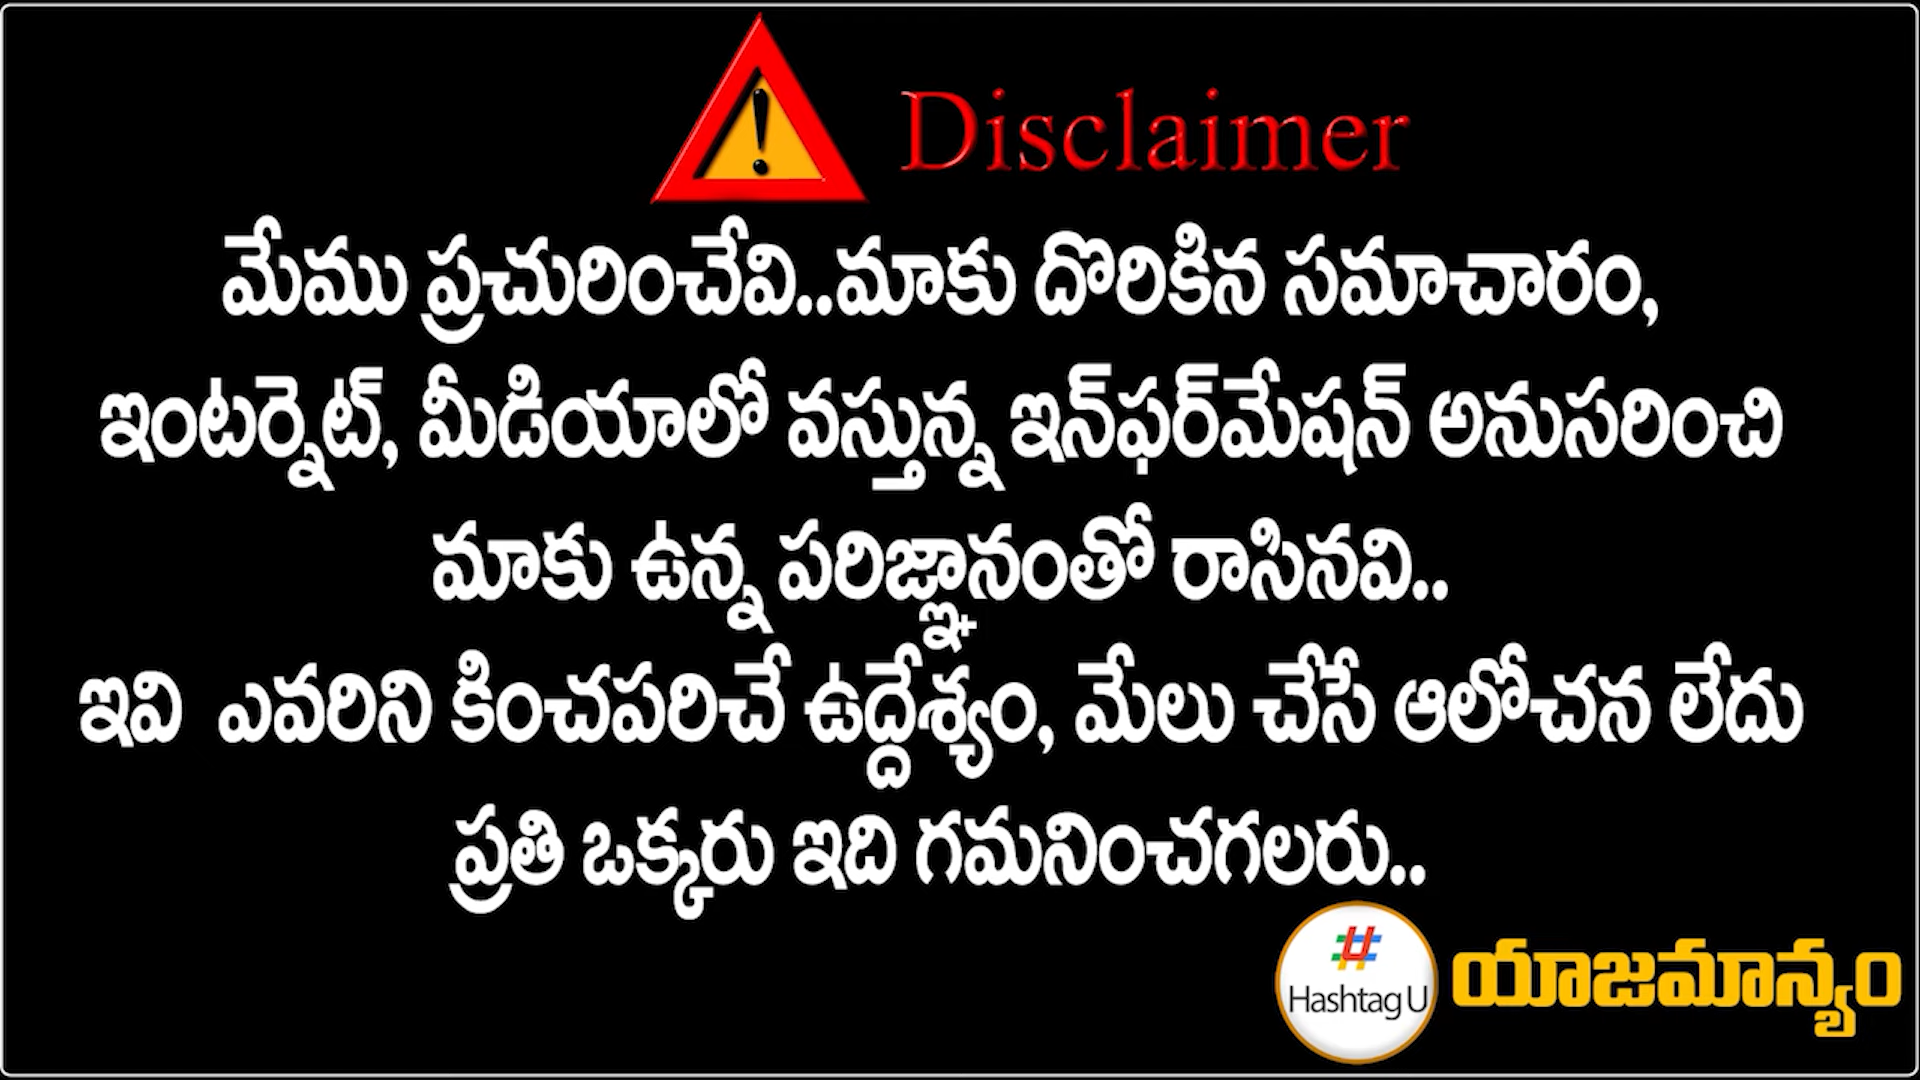 Disclaimer
మేము ప్రచురించేవి..మాకు దొరికిన సమాచారం,
ఇంటర్నెట్, మీడియాలో వస్తున్న ఇన్‌ఫర్‌మేషన్ అనుసరించి
మాకు ఉన్న పరిజ్ఞానంతో రాసినవి..
ఇవి ఎవరిని కించపరిచే ఉద్దేశ్యం, మేలు చేసే ఆలోచన లేదు
ప్రతి ఒక్కరు ఇది గమనించగలరు..
# Hashtag U యాజమాన్యం